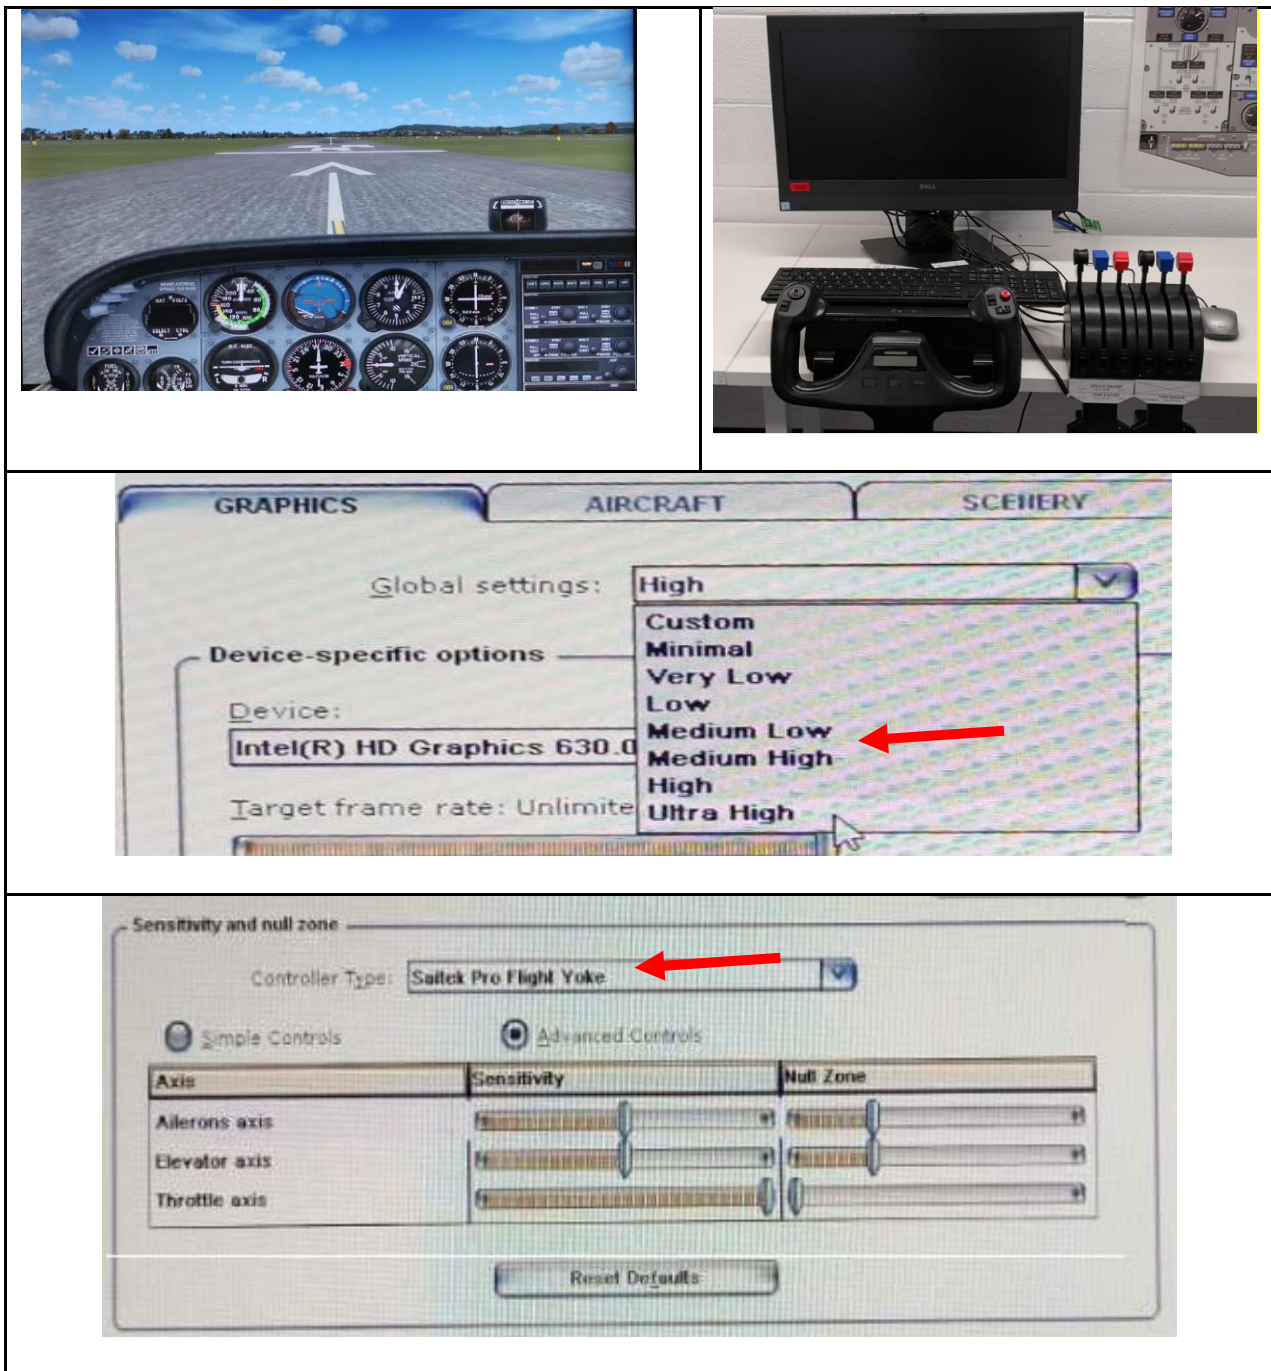 DELL
GRAPHICS AIRCRAFT SCENERY
Global settings: High
Custom
Minimal
Device-specific options
Very Low
Device:
Low
Medium Low
Intel(R) HD Graphics 630.0
Medium High
High
Target frame rate: Unlimite
Ultra High
Sensitivity and null zone
Controller Type: Saitek Pro Flight Yoke
Simple Controls Advanced Controls
Axis Sensitivity Null Zone
Ailerons axis
Elevator axis
Throttle axis
Reset Defaults